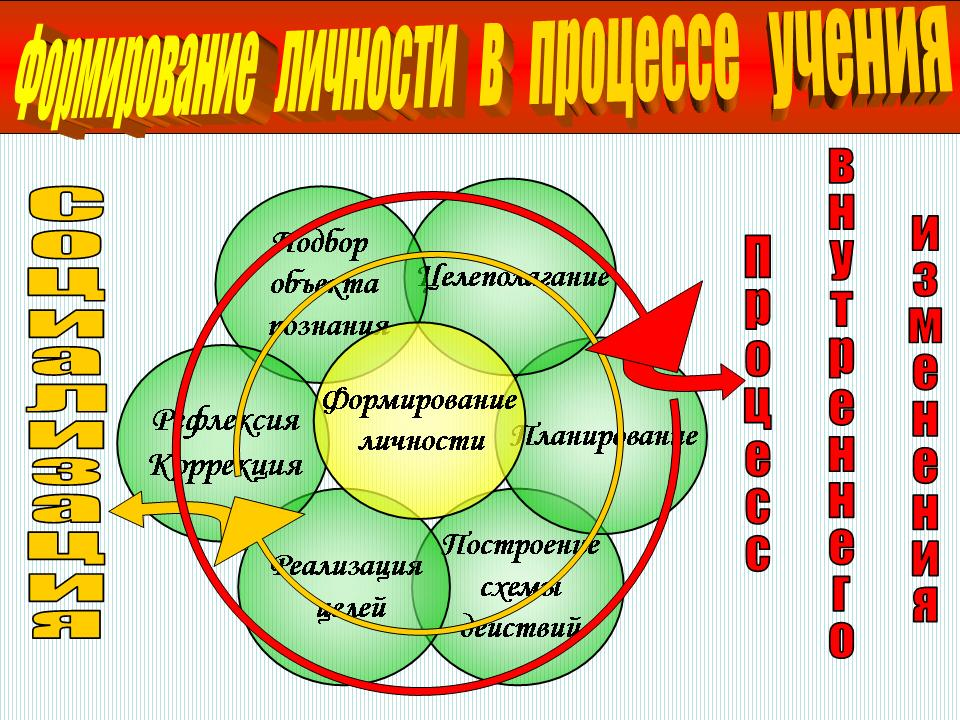 Формирование личности в процессе учения
Социализация
Подбор
объекта
познания
Целеполагание
Рефлексия
Коррекция
Формирование
личности
Планирование
Реализация
целей
Построение
схемы
действий
Процесс
внутреннего
изменения